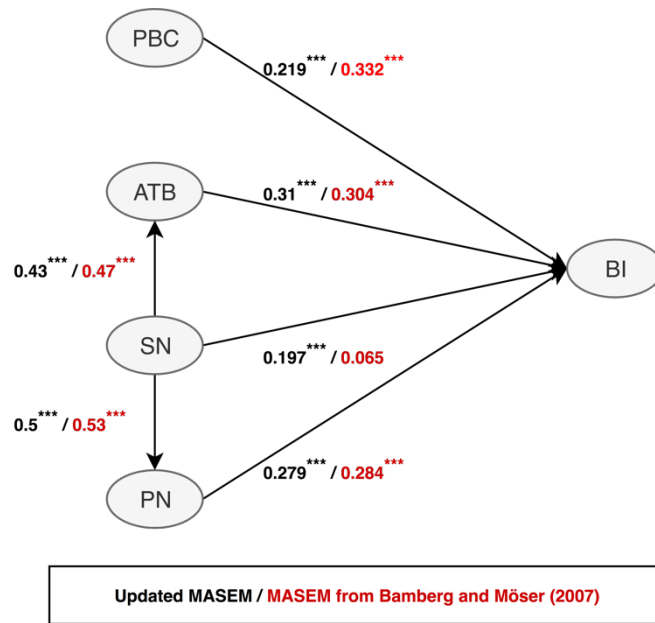 PBC
0.219*** / 0.332***
ATB
0.31*** / 0.304***
0.43*** / 0.47***
BI
SN
0.197*** / 0.065
0.5*** / 0.53***
0.279*** / 0.284***
PN
Updated MASEM / MASEM from Bamberg and Möser (2007)